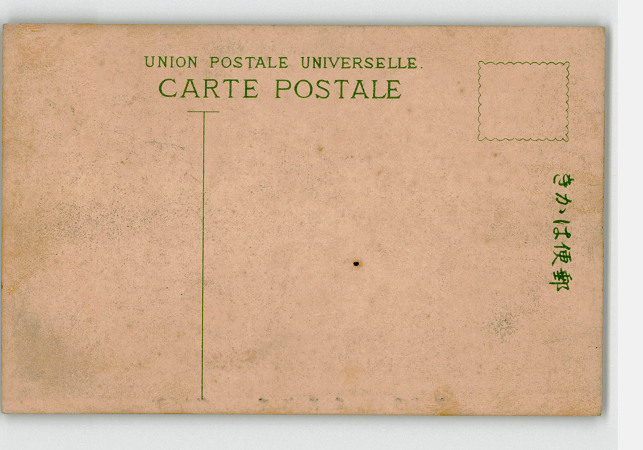 UNION POSTALE UNIVERSELLE.
CARTE POSTALE
きかは便郵